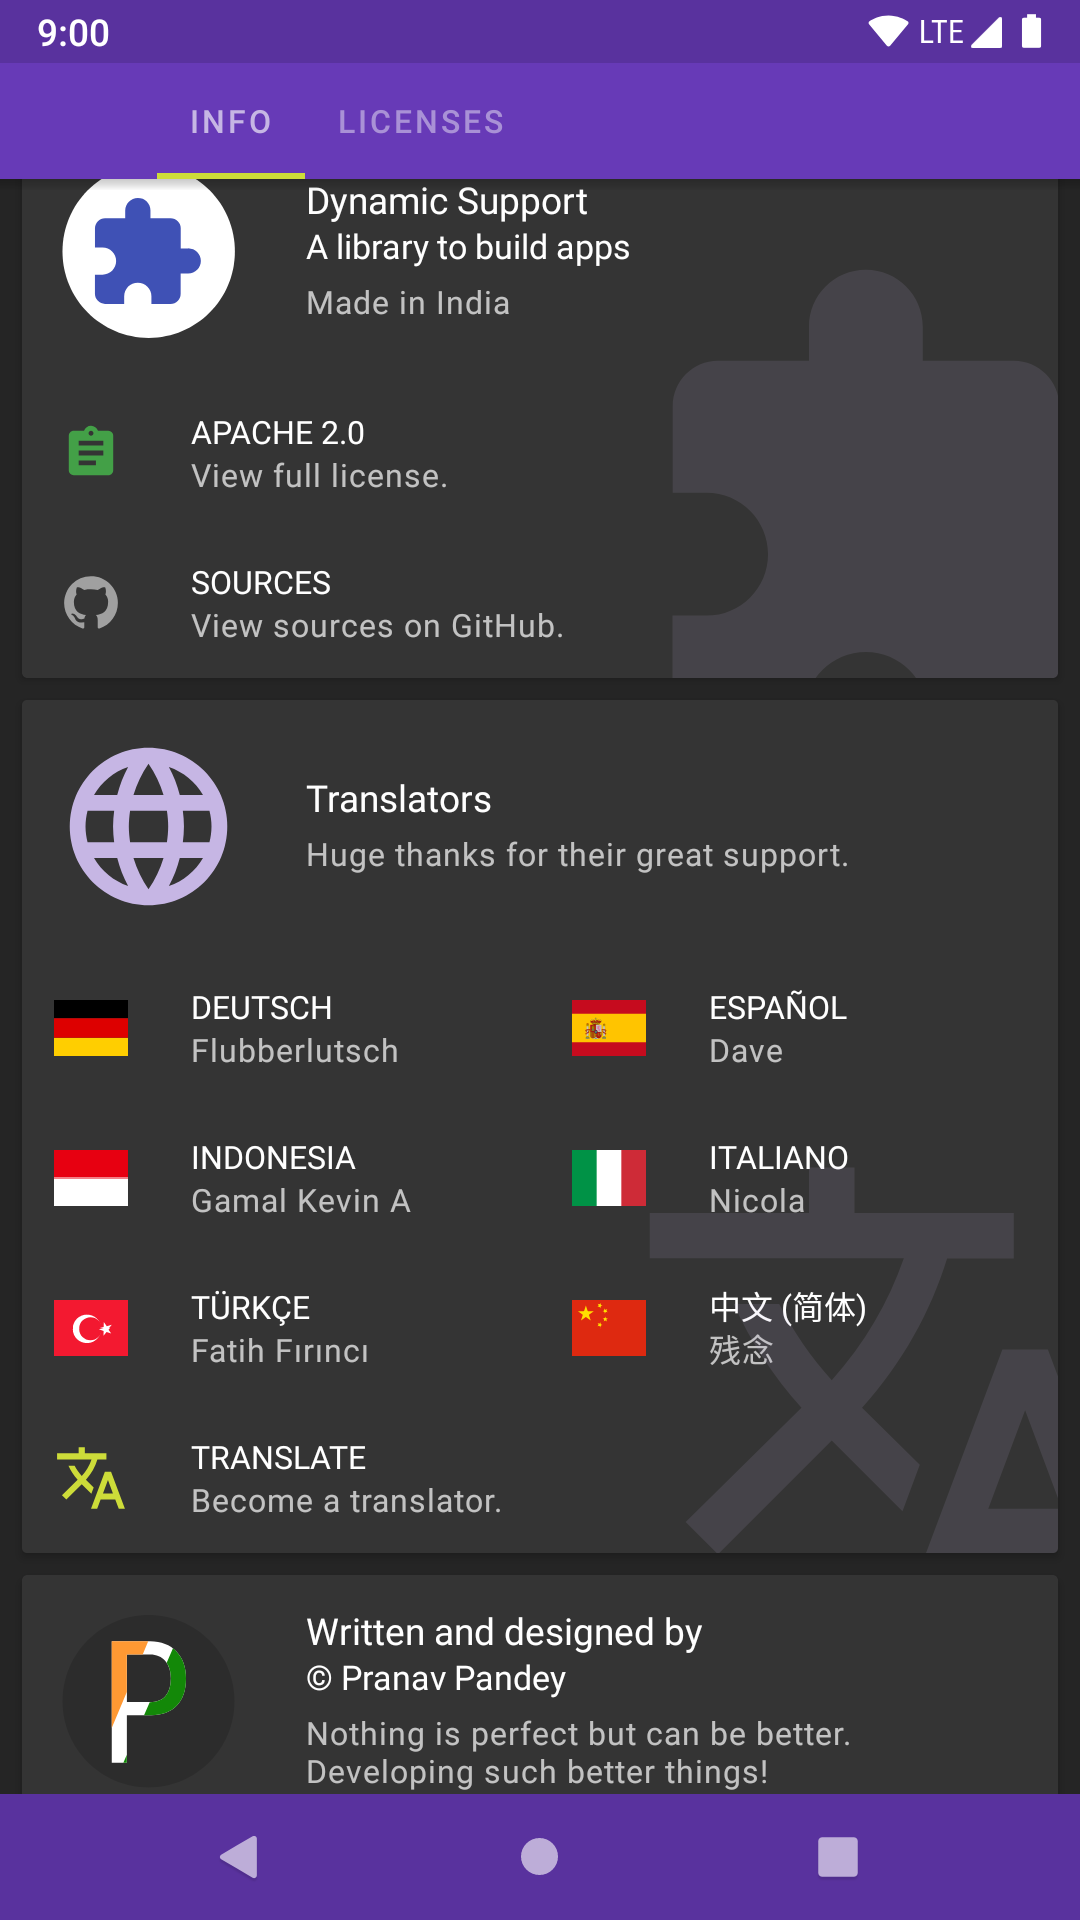 9:00
LTE
INFO
LICENSES
Dynamic Support
A library to build apps
Made in India
APACHE 2.0
View full license.
SOURCES
View sources on GitHub.
Translators
Huge thanks for their great support.
DEUTSCH
Flubberlutsch
ESPAÑOL
Dave
INDONESIA
Gamal Kevin A
ITALIANO
Nicola
TÜRKÇE
Fatih Fırıncı
中文 (简体)
残念
TRANSLATE
Become a translator.
Written and designed by
© Pranav Pandey
Nothing is perfect but can be better.
Developing such better things!